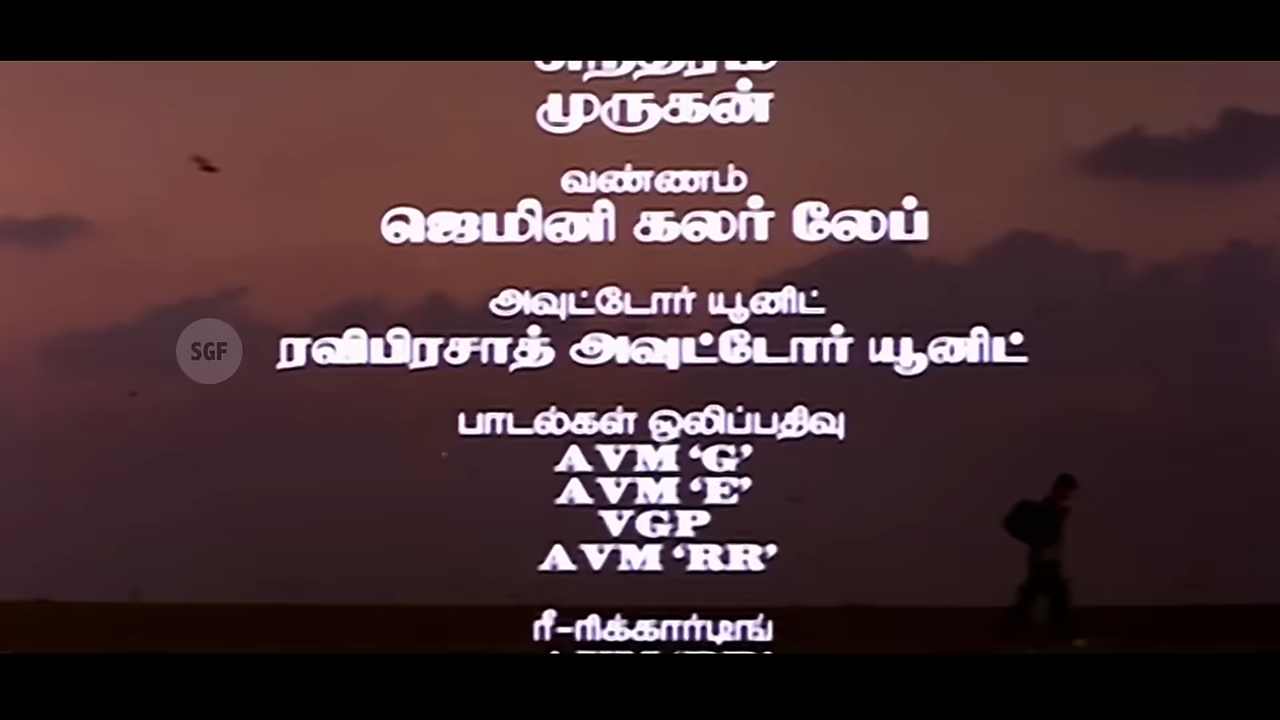 முருகன்
வண்ணம்
ஜெமினி கலர் லேப்
அவுட்டோர் யூனிட்
SGF
ரவிபிரசாத் அவுட்டோர் யூனிட்
பாடல்கள் ஒலிப்பதிவு
AVM ‘G’
AVM ‘E’
VGP
AVM ‘RR’
ரீ-ரிக்கார்டிங்